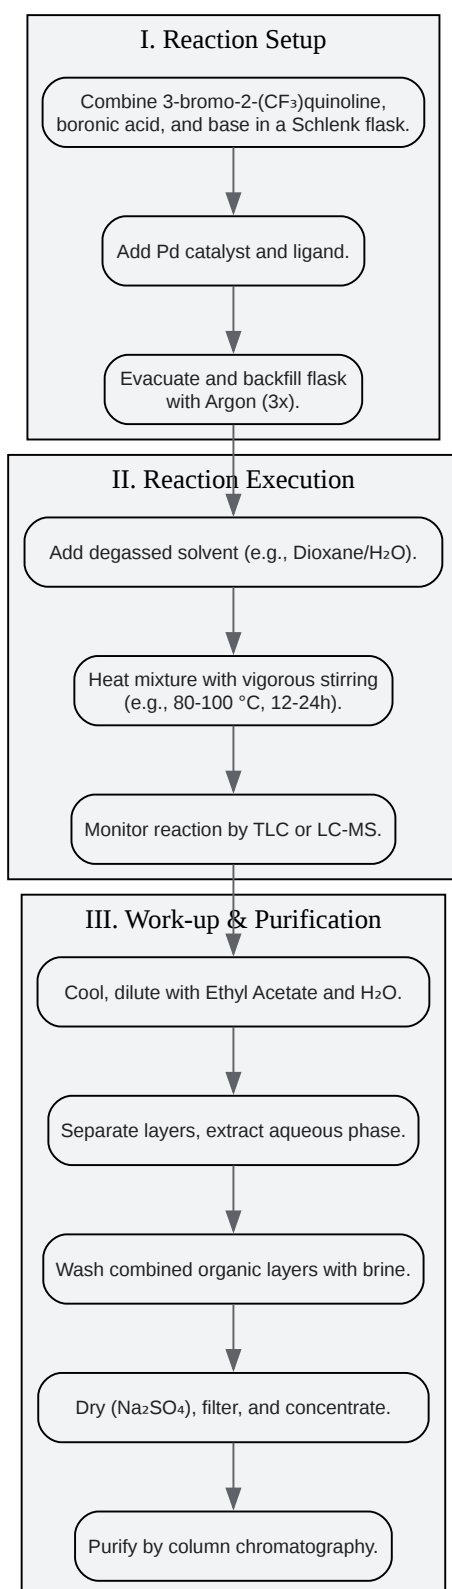 I. Reaction Setup
Combine 3-bromo-2-(CF₃)quinoline,
boronic acid, and base in a Schlenk flask.
Add Pd catalyst and ligand.
Evacuate and backfill flask
with Argon (3x).
II. Reaction Execution
Add degassed solvent (e.g., Dioxane/H₂O).
Heat mixture with vigorous stirring
(e.g., 80-100 °C, 12-24h).
Monitor reaction by TLC or LC-MS.
III. Work-up & Purification
Cool, dilute with Ethyl Acetate and H₂O.
Separate layers, extract aqueous phase.
Wash combined organic layers with brine.
Dry (Na₂SO₄), filter, and concentrate.
Purify by column chromatography.